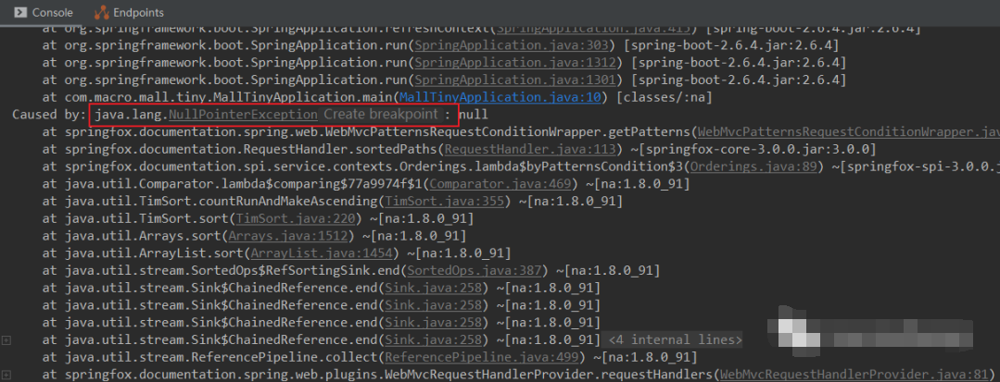 Console Endpoints
at org.springframework.boot.SpringApplication.refreshContext(SpringApplication.java:415) [spring-boot-2.6.4.jar:2.6.4]
at org.springframework.boot.SpringApplication.run(SpringApplication.java:303) [spring-boot-2.6.4.jar:2.6.4]
at org.springframework.boot.SpringApplication.run(SpringApplication.java:1312) [spring-boot-2.6.4.jar:2.6.4]
at org.springframework.boot.SpringApplication.run(SpringApplication.java:1301) [spring-boot-2.6.4.jar:2.6.4]
at com.macro.mall.tiny.MallTinyApplication.main(MallTinyApplication.java:10) [classes/:na]
Caused by: java.lang.NullPointerException Create breakpoint : null
at springfox.documentation.spring.web.WebMvcPatternsRequestConditionWrapper.getPatterns(WebMvcPatternsRequestConditionWrapper.jav
at springfox.documentation.RequestHandler.sortedPaths(RequestHandler.java:113) ~[springfox-core-3.0.0.jar:3.0.0]
at springfox.documentation.spi.service.contexts.Orderings.lambda$byPatternsCondition$3(Orderings.java:89) ~[springfox-spi-3.0.0.j
at java.util.Comparator.lambda$comparing$77a9974f$1(Comparator.java:469) ~[na:1.8.0_91]
at java.util.TimSort.countRunAndMakeAscending(TimSort.java:355) ~[na:1.8.0_91]
at java.util.TimSort.sort(TimSort.java:220) ~[na:1.8.0_91]
at java.util.Arrays.sort(Arrays.java:1512) ~[na:1.8.0_91]
at java.util.ArrayList.sort(ArrayList.java:1454) ~[na:1.8.0_91]
at java.util.stream.SortedOps$RefSortingSink.end(SortedOps.java:387) ~[na:1.8.0_91]
at java.util.stream.Sink$ChainedReference.end(Sink.java:258) ~[na:1.8.0_91]
at java.util.stream.Sink$ChainedReference.end(Sink.java:258) ~[na:1.8.0_91]
at java.util.stream.Sink$ChainedReference.end(Sink.java:258) ~[na:1.8.0_91]
at java.util.stream.Sink$ChainedReference.end(Sink.java:258) ~[na:1.8.0_91] <4 internal lines>
at java.util.stream.ReferencePipeline.collect(ReferencePipeline.java:499) ~[na:1.8.0_91]
at springfox.documentation.spring.web.plugins.WebMvcRequestHandlerProvider.requestHandlers(WebMvcRequestHandlerProvider.java:81)